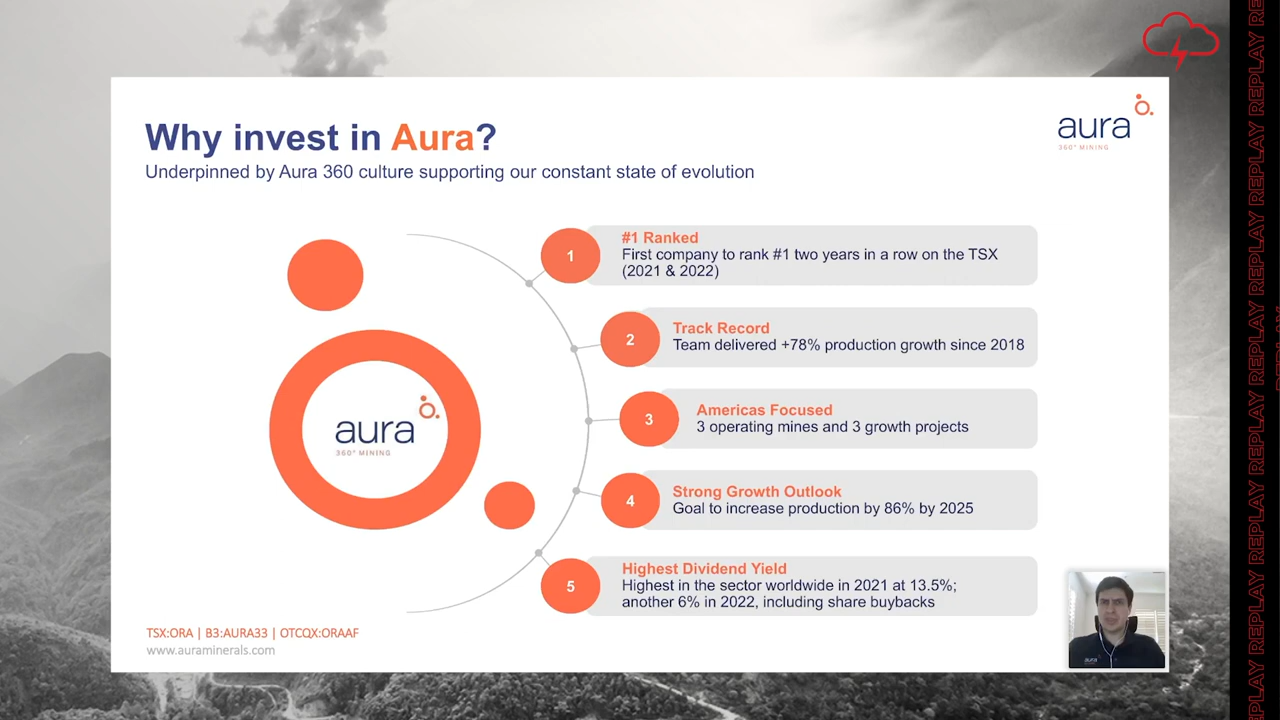 Why invest in Aura?
Underpinned by Aura 360 culture supporting our constant state of evolution
aura
360° MINING
1
#1 Ranked
First company to rank #1 two years in a row on the TSX
(2021 & 2022)
2
Track Record
Team delivered +78% production growth since 2018
3
Americas Focused
3 operating mines and 3 growth projects
4
Strong Growth Outlook
Goal to increase production by 86% by 2025
5
Highest Dividend Yield
Highest in the sector worldwide in 2021 at 13.5%;
another 6% in 2022, including share buybacks
aura
360° MINING
TSX:ORA | B3:AURA33 | OTCQX:ORAAF
www.auraminerals.com
aura
REPLAY REPLAY REPLAY REPLAY REPLAY REPLAY REPLAY REPLAY REPLAY